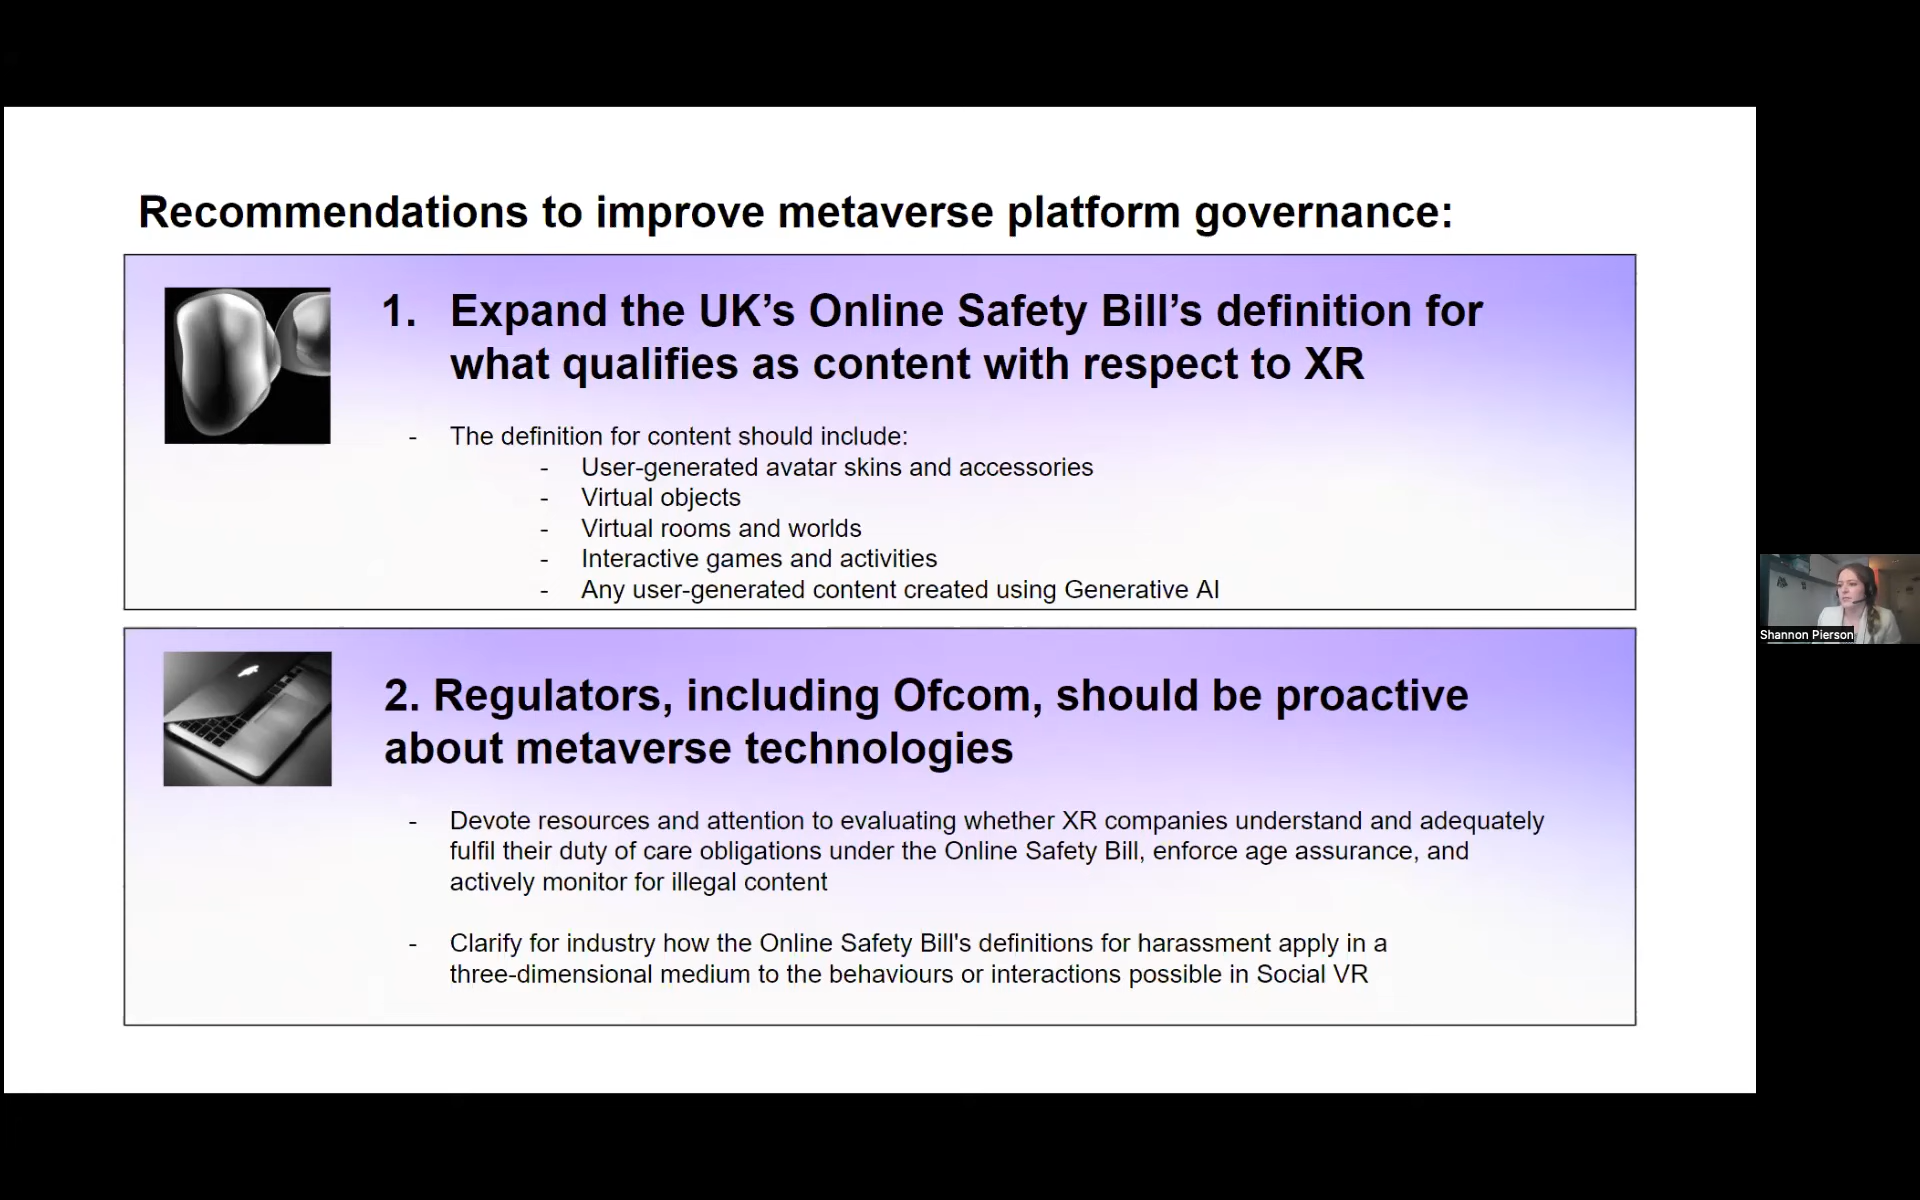 Recommendations to improve metaverse platform governance:
1. Expand the UK’s Online Safety Bill’s definition for
what qualifies as content with respect to XR
- The definition for content should include:
- User-generated avatar skins and accessories
- Virtual objects
- Virtual rooms and worlds
- Interactive games and activities
- Any user-generated content created using Generative AI
2. Regulators, including Ofcom, should be proactive
about metaverse technologies
- Devote resources and attention to evaluating whether XR companies understand and adequately
fulfil their duty of care obligations under the Online Safety Bill, enforce age assurance, and
actively monitor for illegal content
- Clarify for industry how the Online Safety Bill's definitions for harassment apply in a
three-dimensional medium to the behaviours or interactions possible in Social VR
Shannon Pierson